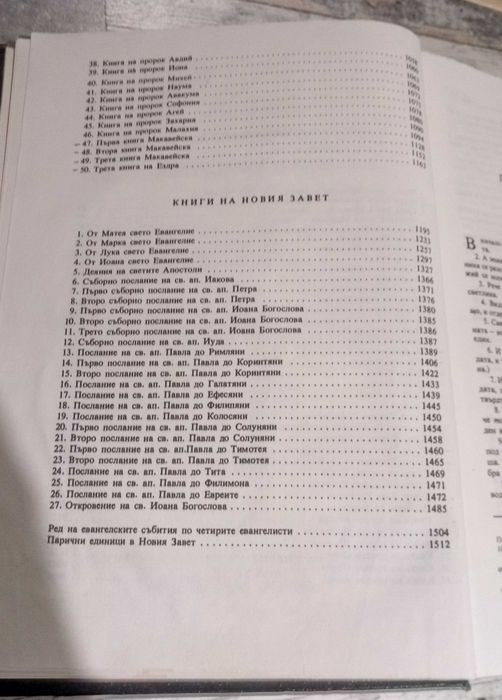 38. Книга на пророк Авдий 1058
39. Книга на пророк Иона 1060
40. Книга на пророк Михей
41. Книга на пророк Наума
42. Книга на пророк Авакума 1072
43. Книга на пророк Софония
44. Книга на пророк Агей 1078
45. Книга на пророк Захария
46. Книга на пророк Малахия
– 47. Първа книга Макавейска
– 48. Втора книга Макавейска 1128
– 49. Трета книга Макавейска 1152
– 50. Трета книга на Ездра 1163
КНИГИ НА НОВИЯ ЗАВЕТ
1. От Матея свето Евангелие 1195
2. От Марка свето Евангелие 1233
3. От Лука свето Евангелие 1257
4. От Иоана свето Евангелие 1297
5. Деяния на светите Апостоли 1327
6. Съборно послание на св. ап. Иакова 1366
7. Първо съборно послание на св. ап. Петра 1371
8. Второ съборно послание на св. ап. Петра 1376
9. Първо съборно послание на св. ап. Иоана Богослова 1380
10. Второ съборно послание на св. ап. Иоана Богослова 1385
11. Трето съборно послание на св. ап. Иоана Богослова 1386
12. Съборно послание на св. ап. Иуда 1387
13. Послание на св. ап. Павла до Римляни 1389
14. Първо послание на св. ап. Павла до Коринтяни 1406
15. Второ послание на св. ап. Павла до Коринтяни 1422
16. Послание на св. ап. Павла до Галатяни 1433
17. Послание на св. ап. Павла до Ефесяни 1439
18. Послание на св. ап. Павла до Филипяни 1445
19. Послание на св. ап. Павла до Колосяни 1450
20. Първо послание на св. ап. Павла до Солуняни 1454
21. Второ послание на св. ап. Павла до Солуняни 1458
22. Първо послание на св. ап.Павла до Тимотея 1460
23. Второ послание на св. ап. Павла до Тимотея 1465
24. Послание на св. ап. Павла до Тита 1469
25. Послание на св. ап. Павла до Филимона 1471
26. Послание на св. ап. Павла до Евреите 1472
27. Откровение на св. Иоана Богослова 1485
Ред на евангелските събития по четирите евангелисти 1504
Парични единици в Новия Завет 1512